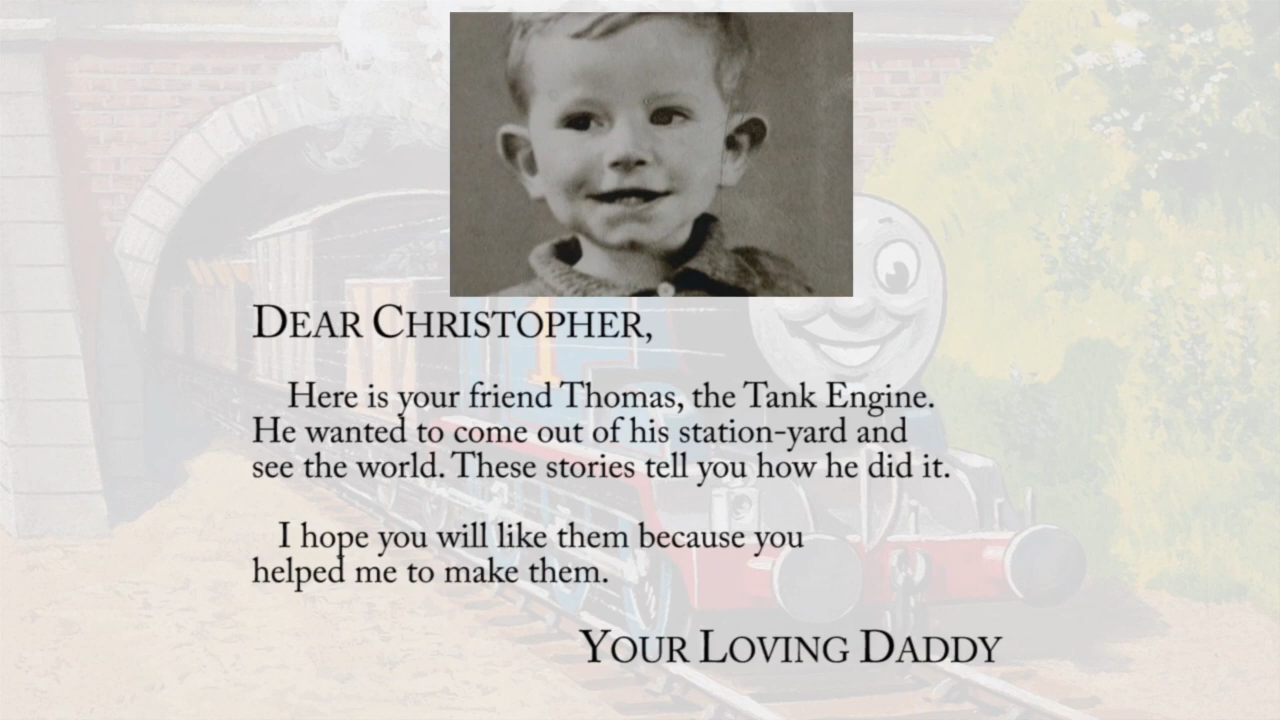 DEAR CHRISTOPHER,
Here is your friend Thomas, the Tank Engine.
He wanted to come out of his station-yard and
see the world. These stories tell you how he did it.
I hope you will like them because you
helped me to make them.
YOUR LOVING DADDY